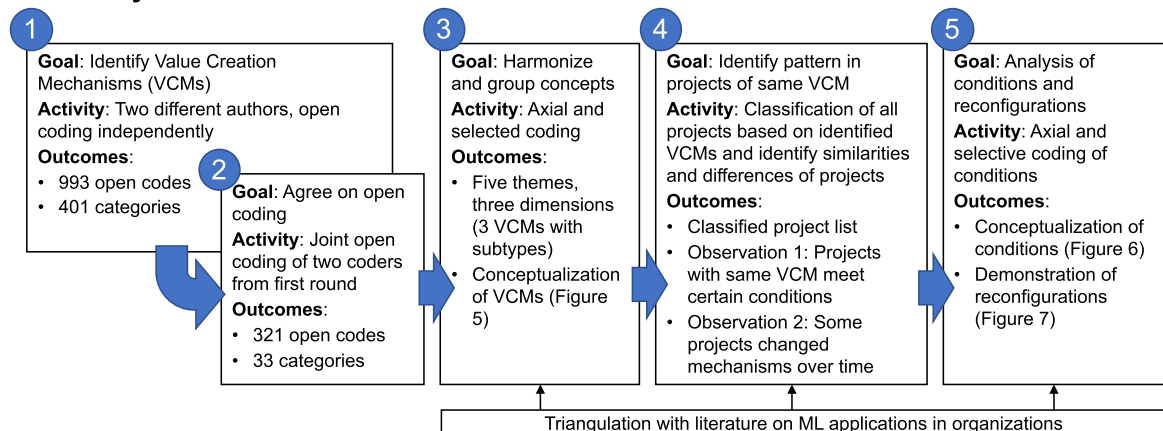 1
Goal: Identify Value Creation
Mechanisms (VCMs)
Activity: Two different authors, open
coding independently
Outcomes:
• 993 open codes
• 401 categories
2
Goal: Agree on open
coding
Activity: Joint open
coding of two coders
from first round
Outcomes:
• 321 open codes
• 33 categories
3
Goal: Harmonize
and group concepts
Activity: Axial and
selected coding
Outcomes:
• Five themes,
three dimensions
(3 VCMs with
subtypes)
• Conceptualization
of VCMs (Figure
5)
4
Goal: Identify pattern in
projects of same VCM
Activity: Classification of all
projects based on identified
VCMs and identify similarities
and differences of projects
Outcomes:
• Classified project list
• Observation 1: Projects
with same VCM meet
certain conditions
• Observation 2: Some
projects changed
mechanisms over time
5
Goal: Analysis of
conditions and
reconfigurations
Activity: Axial and
selective coding of
conditions
Outcomes:
• Conceptualization of
conditions (Figure 6)
• Demonstration of
reconfigurations
(Figure 7)
Triangulation with literature on ML applications in organizations